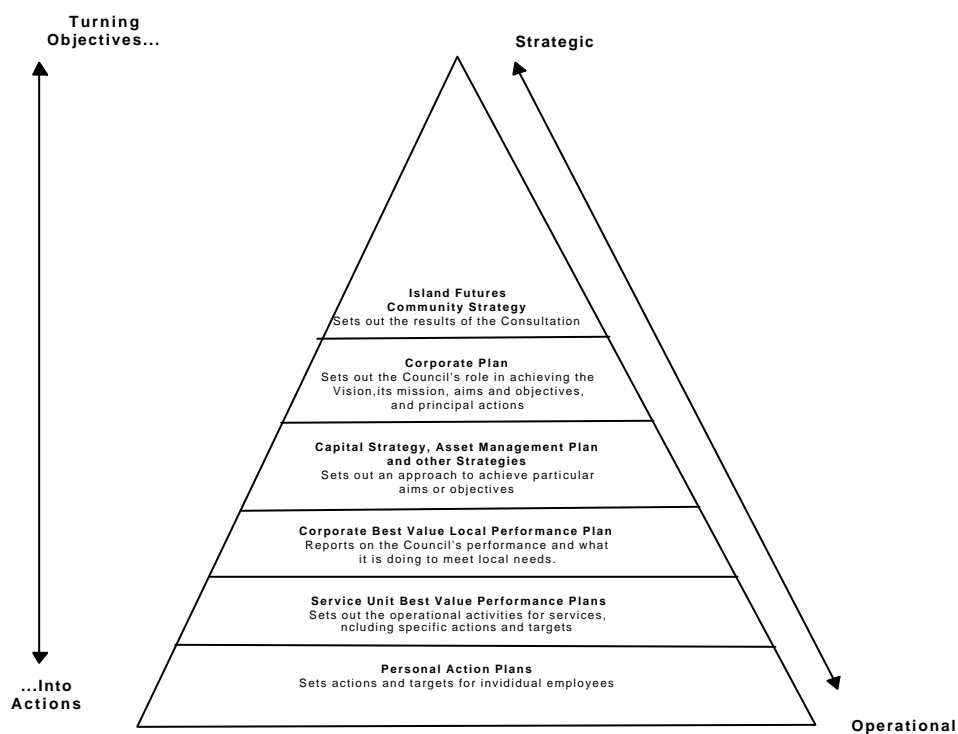 Turning
Objectives...
Strategic
Island Futures
Community Strategy
Sets out the results of the Consultation
Corporate Plan
Sets out the Council's role in achieving the
Vision,its mission, aims and objectives,
and principal actions
Capital Strategy, Asset Management Plan
and other Strategies
Sets out an approach to achieve particular
aims or objectives
Corporate Best Value Local Performance Plan
Reports on the Council's performance and what
it is doing to meet local needs.
Service Unit Best Value Performance Plans
Sets out the operational activities for services,
ncluding specific actions and targets
Personal Action Plans
Sets actions and targets for invididual employees
...Into
Actions
Operational